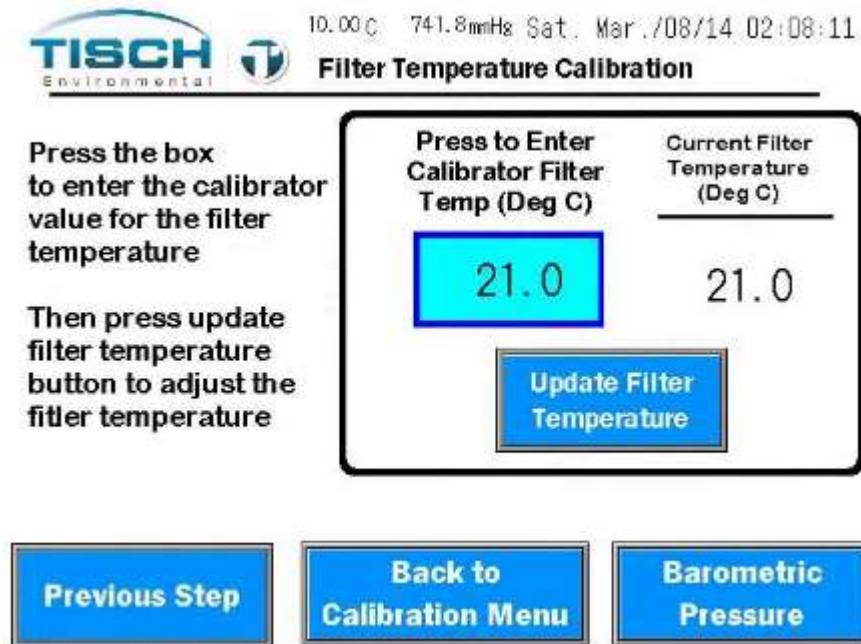 10.00C 741.8mmHg Sat. Mar./08/14 02:08:11
TISCH
Environmental
Filter Temperature Calibration
Press the box
to enter the calibrator
value for the filter
temperature
Then press update
filter temperature
button to adjust the
fitler temperature
Press to Enter
Calibrator Filter
Temp (Deg C)
21.0
Current Filter
Temperature
(Deg C)
21.0
Update Filter
Temperature
Previous Step
Back to
Calibration Menu
Barometric
Pressure